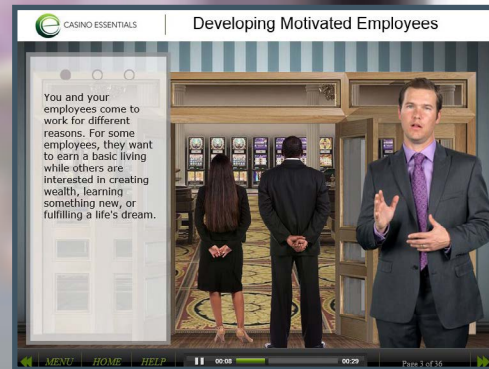 CASINO ESSENTIALS
Developing Motivated Employees
You and your
employees come to
work for different
reasons. For some
employees, they want
to earn a basic living
while others are
interested in creating
wealth, learning
something new, or
fulfilling a life's dream.
MENU HOME HELP 00:08 00:29 Page 3 of 36